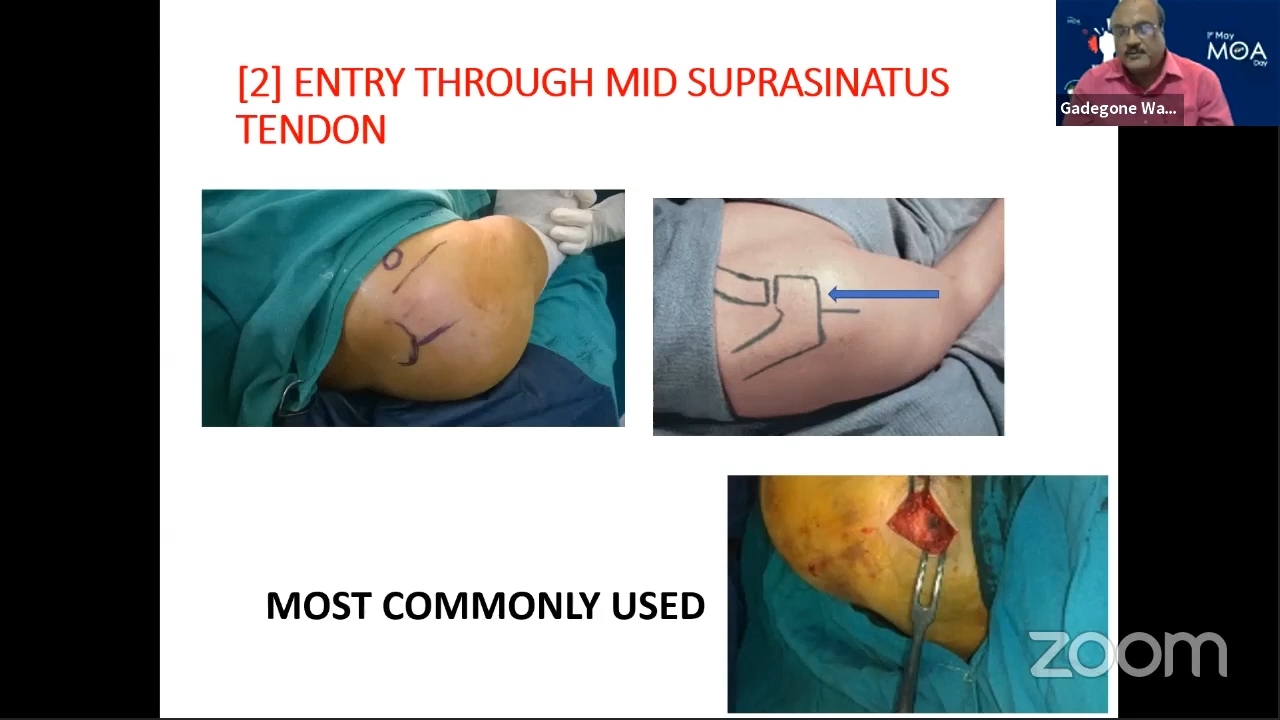 [2] ENTRY THROUGH MID SUPRASINATUS
TENDON
1st May
MOA
Day
Gadegone Wa...
MOST COMMONLY USED
zoom